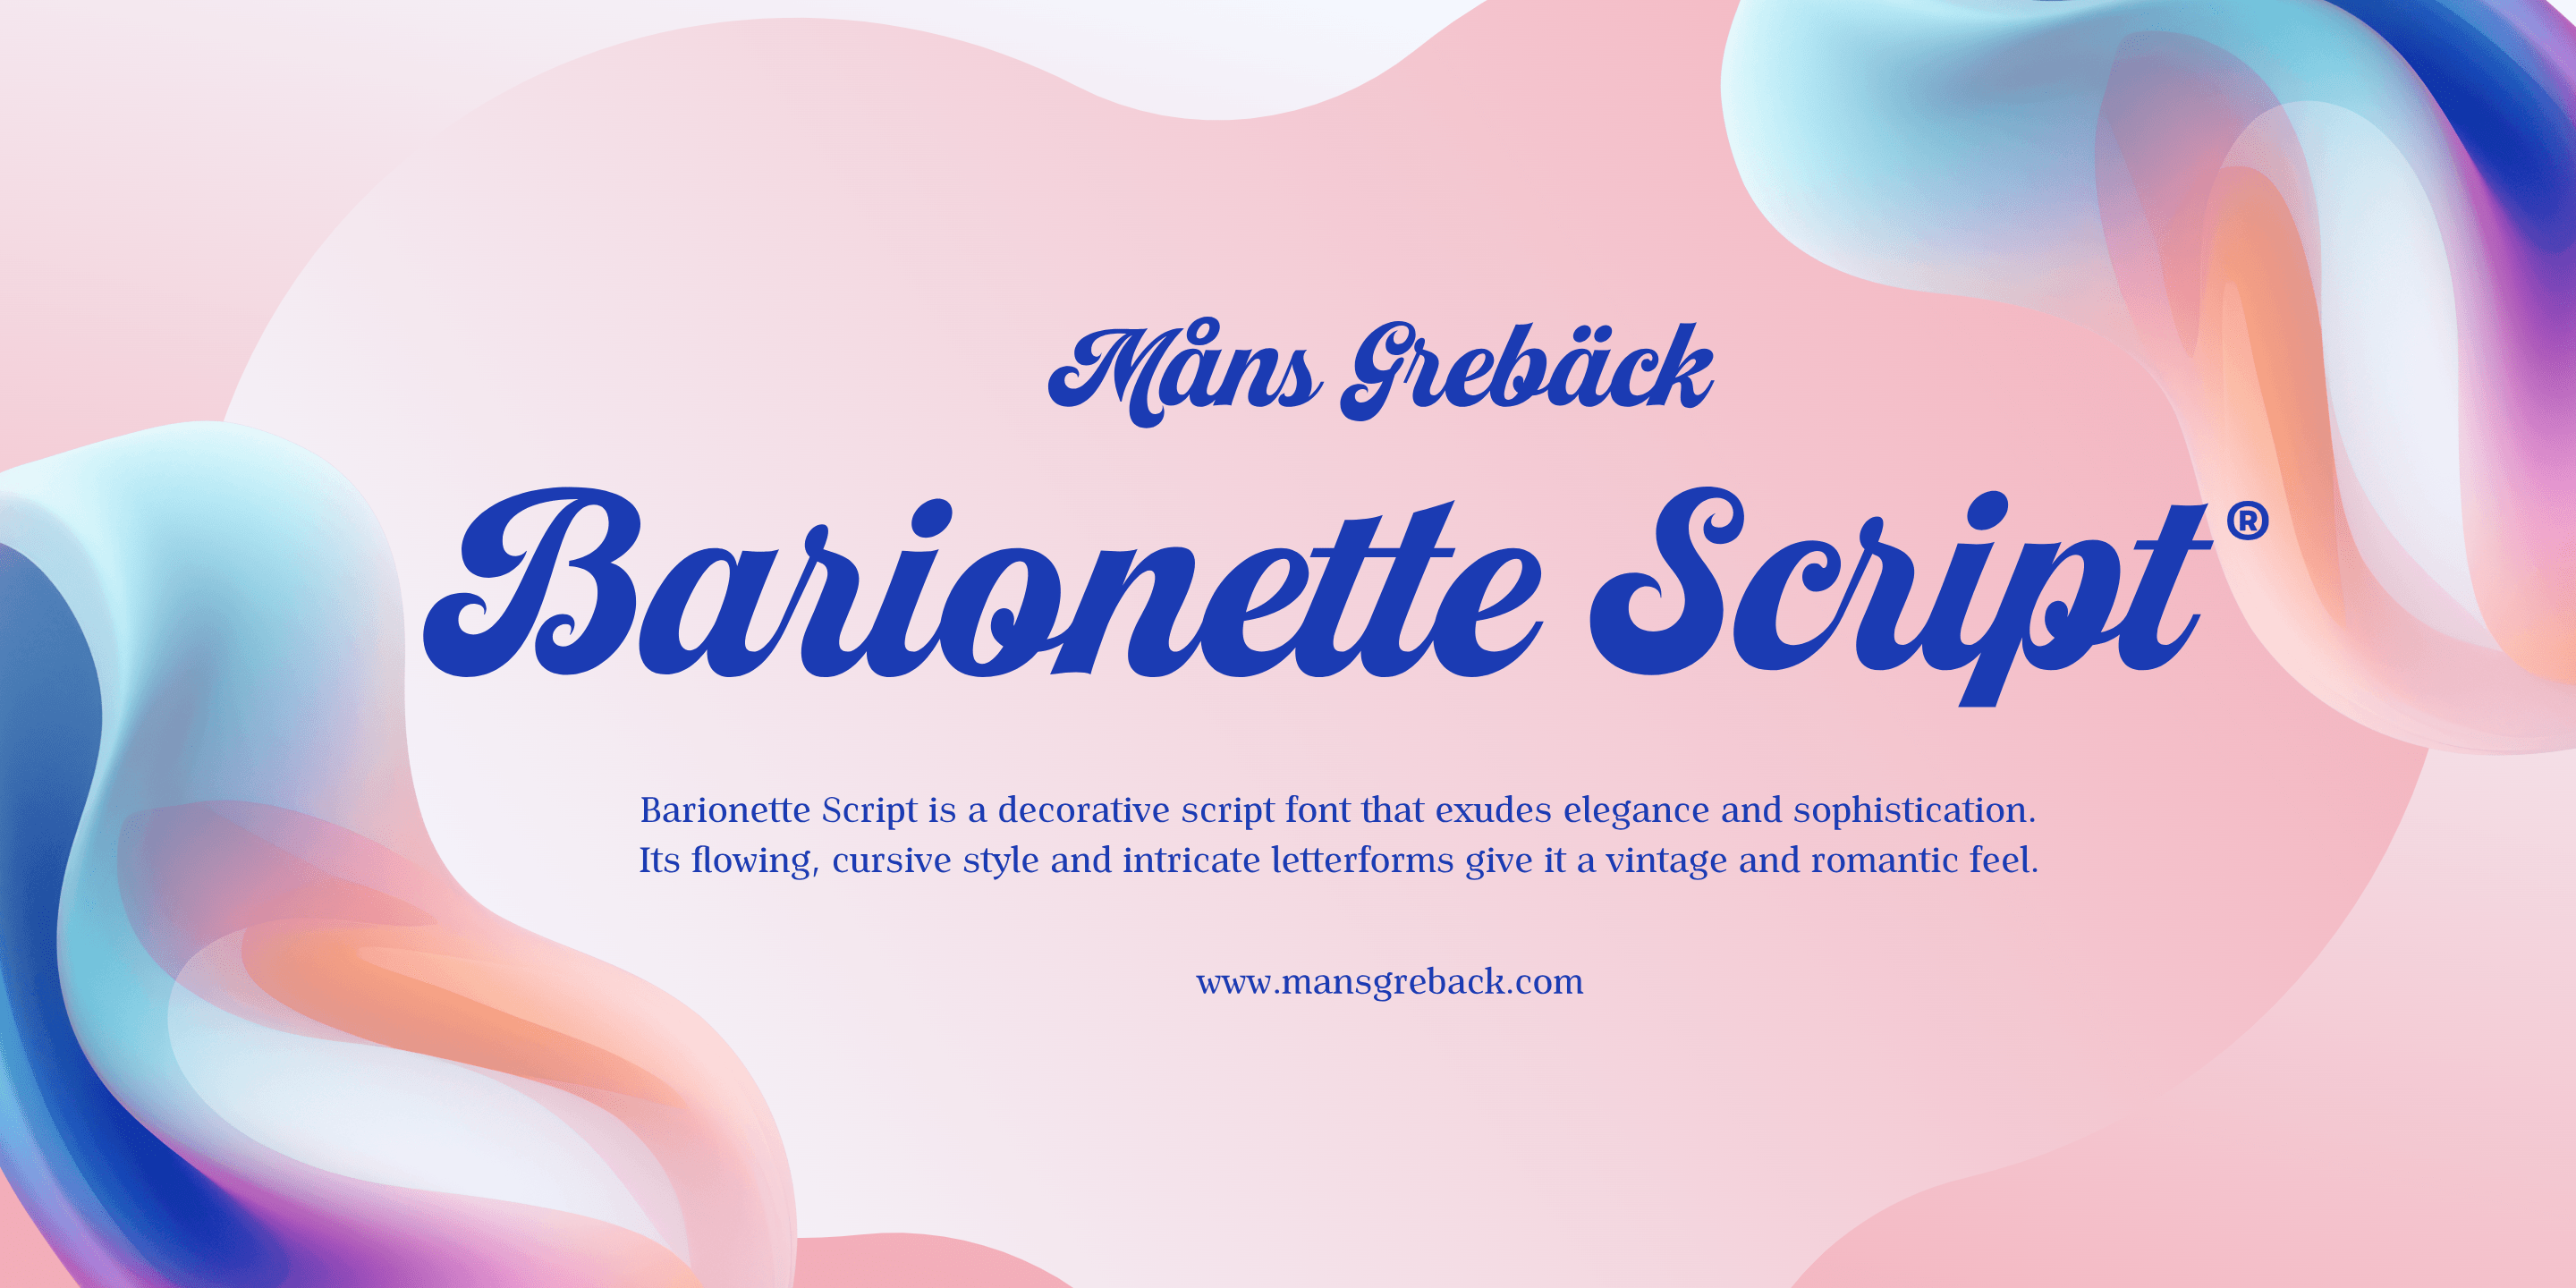 Måns Grebäck
Barionette Script®
Barionette Script is a decorative script font that exudes elegance and sophistication.
Its flowing, cursive style and intricate letterforms give it a vintage and romantic feel.
www.mansgreback.com